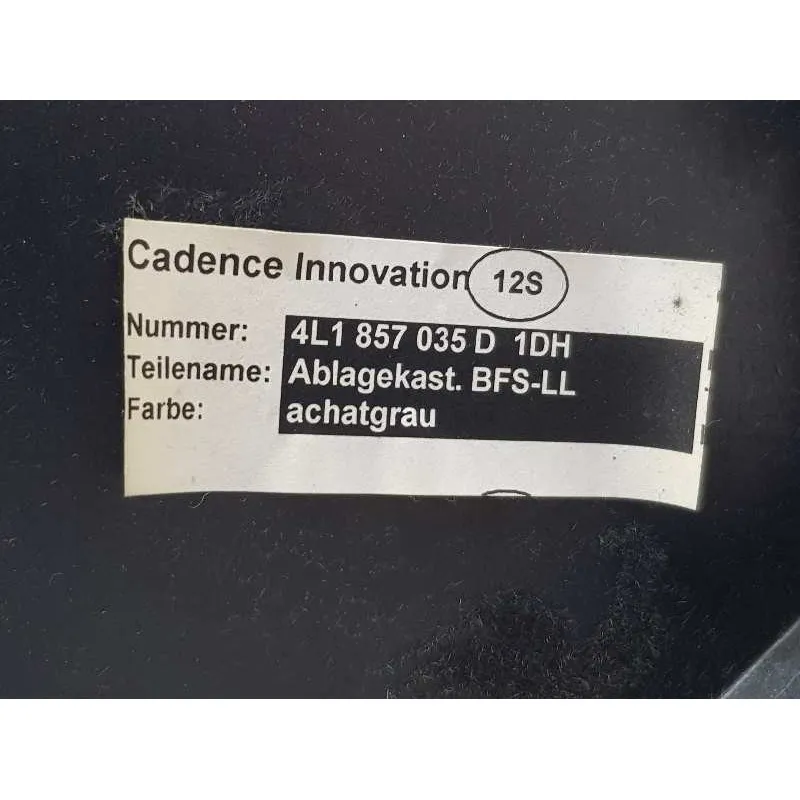 Cadence Innovation 12S
Nummer: 4L1 857 035 D 1DH
Teilename: Ablagekast. BFS-LL
Farbe: achatgrau